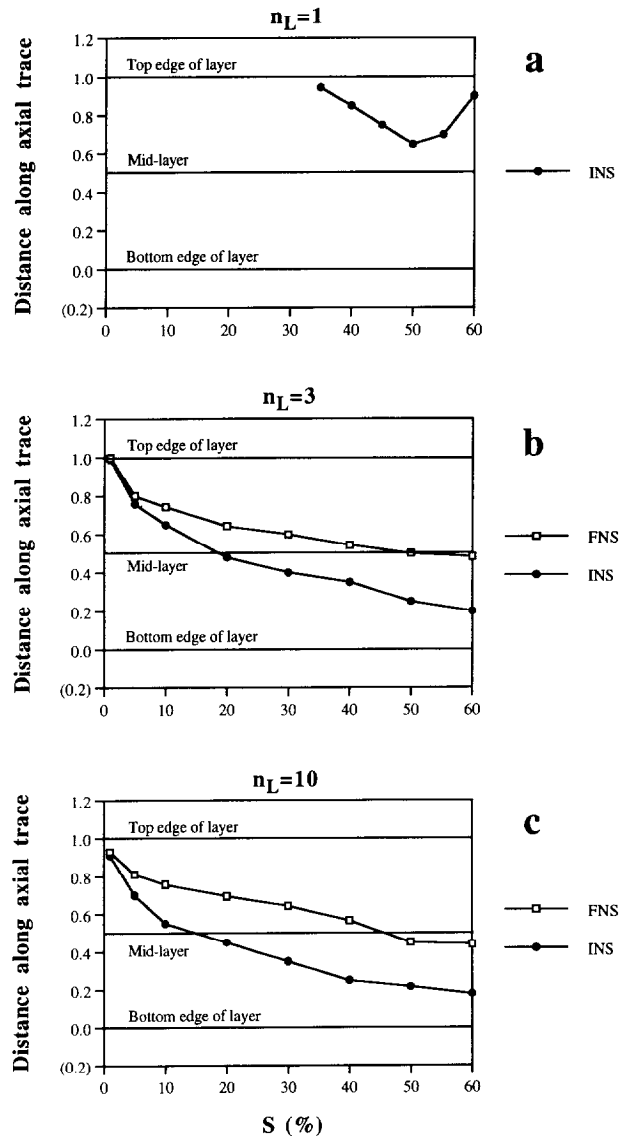 n_L=1
a
Distance along axial trace
1.2
1.0
0.8
0.6
0.4
0.2
0.0
(0.2)
Top edge of layer
Mid-layer
Bottom edge of layer
0 10 20 30 40 50 60
INS
n_L=3
b
Distance along axial trace
1.2
1.0
0.8
0.6
0.4
0.2
0.0
(0.2)
Top edge of layer
Mid-layer
Bottom edge of layer
0 10 20 30 40 50 60
FNS
INS
n_L=10
c
Distance along axial trace
1.2
1.0
0.8
0.6
0.4
0.2
0.0
(0.2)
Top edge of layer
Mid-layer
Bottom edge of layer
0 10 20 30 40 50 60
FNS
INS
S (%)